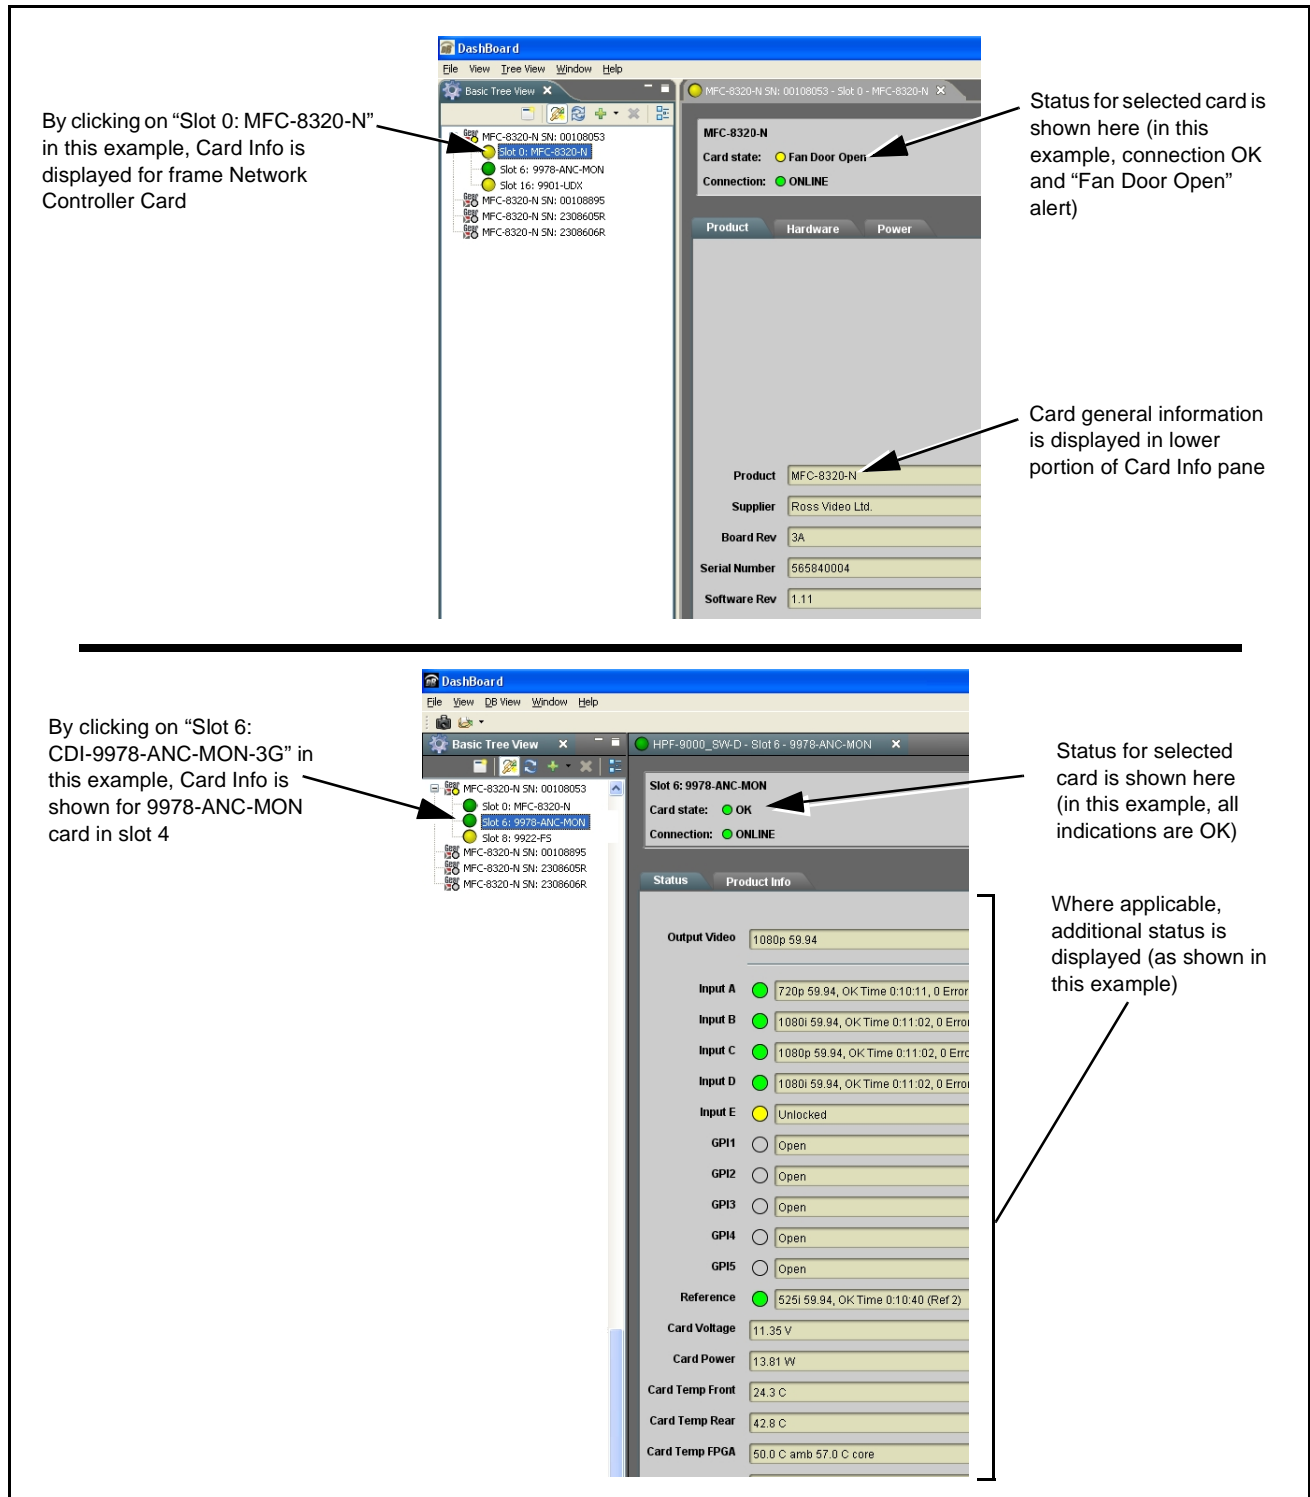 DashBoard
File View Tree View Window Help
Basic Tree View
MFC-8320-N SN: 00108053 - Slot 0 - MFC-8320-N
By clicking on “Slot 0: MFC-8320-N”
in this example, Card Info is
displayed for frame Network
Controller Card
MFC-8320-N SN: 00108053
Slot 0: MFC-8320-N
Slot 6: 9978-ANC-MON
Slot 16: 9901-UDX
MFC-8320-N SN: 00108895
MFC-8320-N SN: 2308605R
MFC-8320-N SN: 2308606R
MFC-8320-N
Card state: Fan Door Open
Connection: ONLINE
Status for selected card is
shown here (in this
example, connection OK
and “Fan Door Open”
alert)
Product Hardware Power
Card general information
is displayed in lower
portion of Card Info pane
Product MFC-8320-N
Supplier Ross Video Ltd.
Board Rev 3A
Serial Number 565840004
Software Rev 1.11
DashBoard
File View DB View Window Help
Basic Tree View
HPF-9000_SW-D - Slot 6 - 9978-ANC-MON
By clicking on “Slot 6:
CDI-9978-ANC-MON-3G” in
this example, Card Info is
shown for 9978-ANC-MON
card in slot 4
MFC-8320-N SN: 00108053
Slot 0: MFC-8320-N
Slot 6: 9978-ANC-MON
Slot 8: 9922-FS
MFC-8320-N SN: 00108895
MFC-8320-N SN: 2308605R
MFC-8320-N SN: 2308606R
Slot 6: 9978-ANC-MON
Card state: OK
Connection: ONLINE
Status for selected
card is shown here
(in this example, all
indications are OK)
Status Product Info
Where applicable,
additional status is
displayed (as shown in
this example)
Output Video 1080p 59.94
Input A 720p 59.94, OK Time 0:10:11, 0 Error
Input B 1080i 59.94, OK Time 0:11:02, 0 Erro
Input C 1080p 59.94, OK Time 0:11:02, 0 Erro
Input D 1080i 59.94, OK Time 0:11:02, 0 Erro
Input E Unlocked
GPI1 Open
GPI2 Open
GPI3 Open
GPI4 Open
GPI5 Open
Reference 525i 59.94, OK Time 0:10:40 (Ref 2)
Card Voltage 11.35 V
Card Power 13.81 W
Card Temp Front 24.3 C
Card Temp Rear 42.8 C
Card Temp FPGA 50.0 C amb 57.0 C core